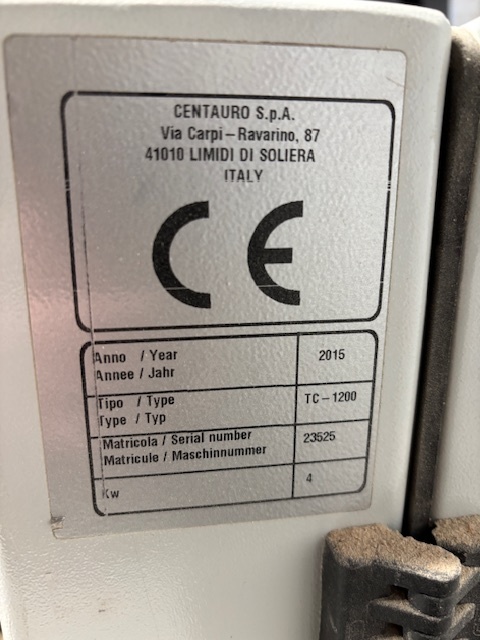 CENTAURO S.p.A.
Via Carpi – Ravarino, 87
41010 LIMIDI DI SOLIERA
ITALY
CE
Anno / Year 2015
Annee / Jahr
Tipo / Type TC – 1200
Type / Typ
Matricola / Serial number 23525
Matricule / Maschinnummer
Kw 4